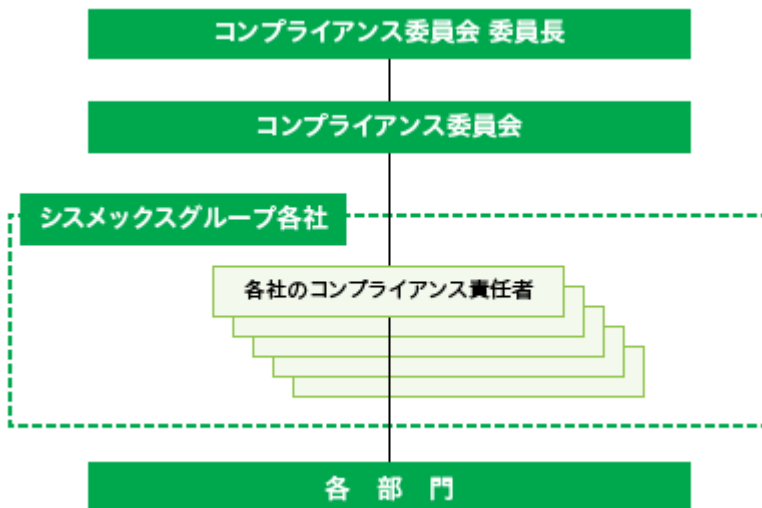 コンプライアンス委員会 委員長
コンプライアンス委員会
シスメックスグループ各社
各社のコンプライアンス責任者
各 部 門